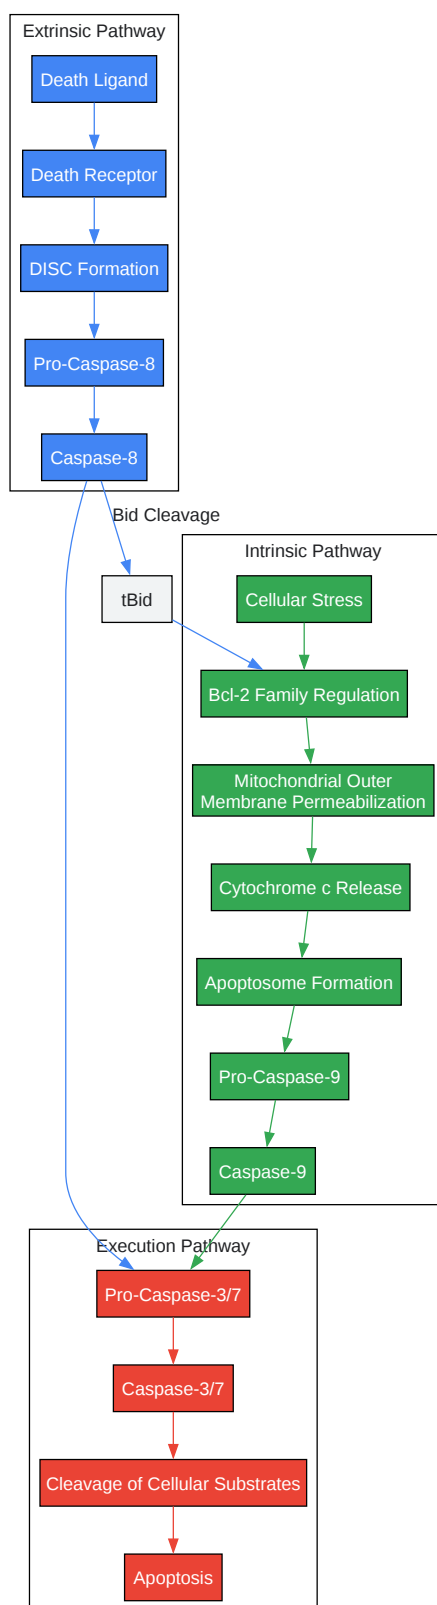 Extrinsic Pathway
Death Ligand
Death Receptor
DISC Formation
Pro-Caspase-8
Caspase-8
Bid Cleavage
tBid
Intrinsic Pathway
Cellular Stress
Bcl-2 Family Regulation
Mitochondrial Outer
Membrane Permeabilization
Cytochrome c Release
Apoptosome Formation
Pro-Caspase-9
Caspase-9
Execution Pathway
Pro-Caspase-3/7
Caspase-3/7
Cleavage of Cellular Substrates
Apoptosis